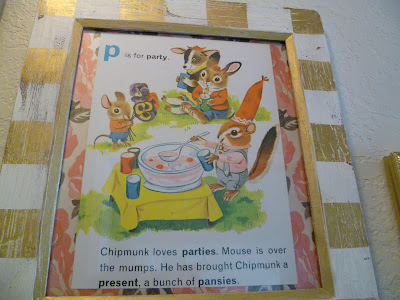 p is for party.
Chipmunk loves parties. Mouse is over
the mumps. He has brought Chipmunk a
present, a bunch of pansies.